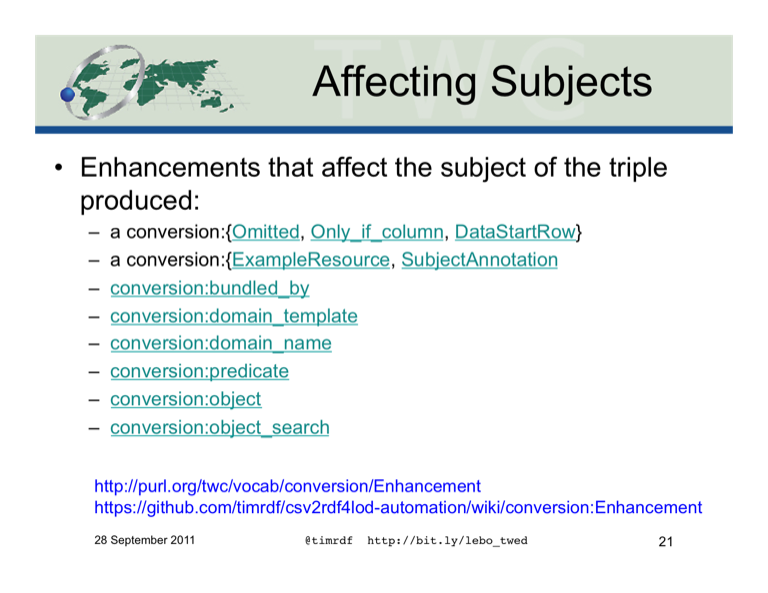 TWC
Affecting Subjects
• Enhancements that affect the subject of the triple
produced:
– a conversion:{Omitted, Only_if_column, DataStartRow}
– a conversion:{ExampleResource, SubjectAnnotation
– conversion:bundled_by
– conversion:domain_template
– conversion:domain_name
– conversion:predicate
– conversion:object
– conversion:object_search
http://purl.org/twc/vocab/conversion/Enhancement
https://github.com/timrdf/csv2rdf4lod-automation/wiki/conversion:Enhancement
28 September 2011 @timrdf http://bit.ly/lebo_twed 21